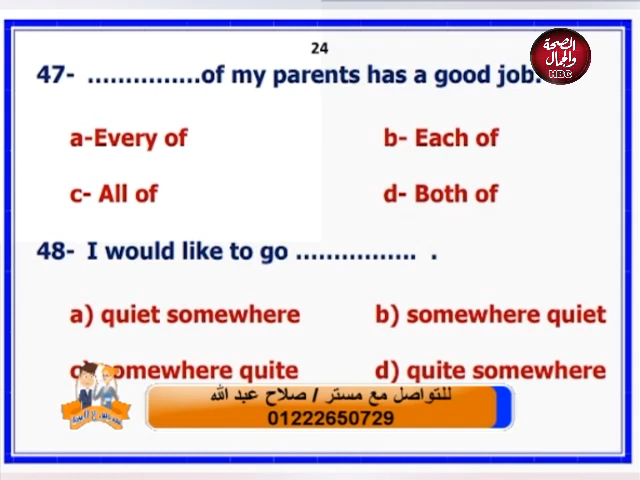 24
الصحة
والجمال
HBC
47- ...............of my parents has a good job.
a-Every of
b- Each of
c- All of
d- Both of
48- I would like to go ................ .
a) quiet somewhere
b) somewhere quiet
c) somewhere quite
d) quite somewhere
للتواصل مع مستر / صلاح عبد الله
01222650729